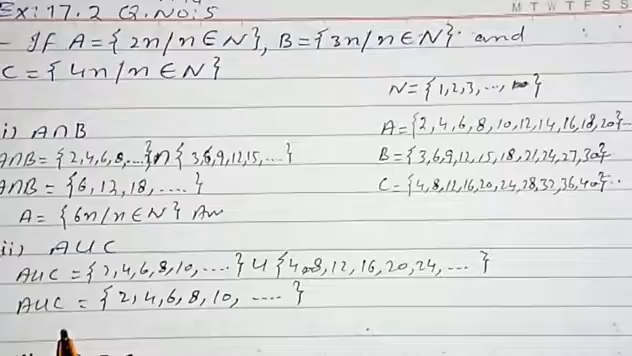 Ex: 17.2 Q.No: 5
M T W T F S S
- If A = {2n/n ∈ N}, B = {3n/n ∈ N} and
C = {4n/n ∈ N}
N = {1,2,3,...,∞}
i) A∩B
A = {2,4,6,8,10,12,14,16,18,20}..
A∩B = {2,4,6,8,...} ∩ {3,6,9,12,15,....}
B = {3,6,9,12,15,18,21,24,27,30}..
A∩B = {6,12,18,....}
C = {4,8,12,16,20,24,28,32,36,40}..
A = {6n/n ∈ N} Ans
ii) A∪C
A∪C = {2,4,6,8,10,....} ∪ {4,8,12,16,20,24,...}
A∪C = {2,4,6,8,10,....}